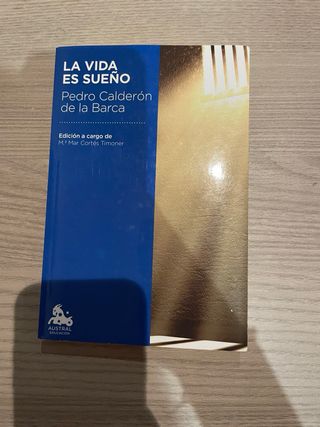 LA VIDA
ES SUEÑO
Pedro Calderón
de la Barca
Edición a cargo de
M.ª Mar Cortés Timoner
AUSTRAL
EDUCACIÓN